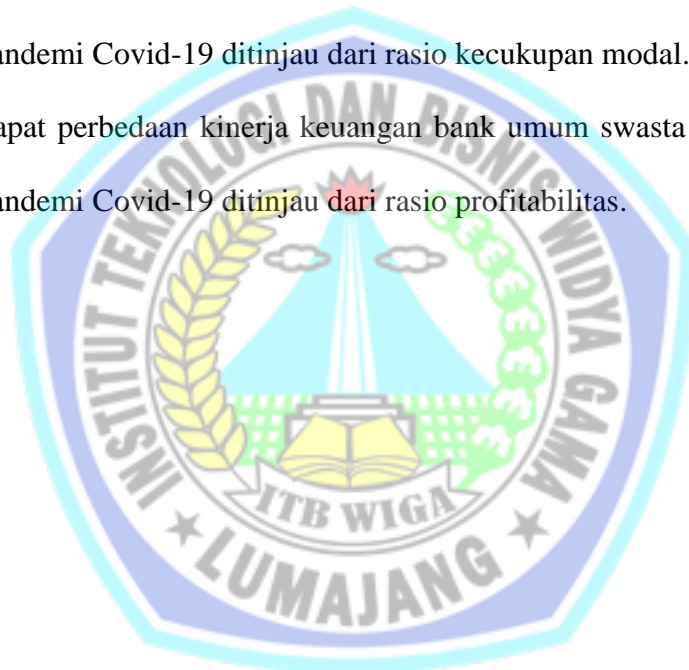 andemi Covid-19 ditinjau dari rasio kecukupan modal.
apat perbedaan kinerja keuangan bank umum swasta
andemi Covid-19 ditinjau dari rasio profitabilitas.
INSTITUT TEKNOLOGI DAN BISNIS WIDYA GAMA
ITB WIGA
LUMAJANG